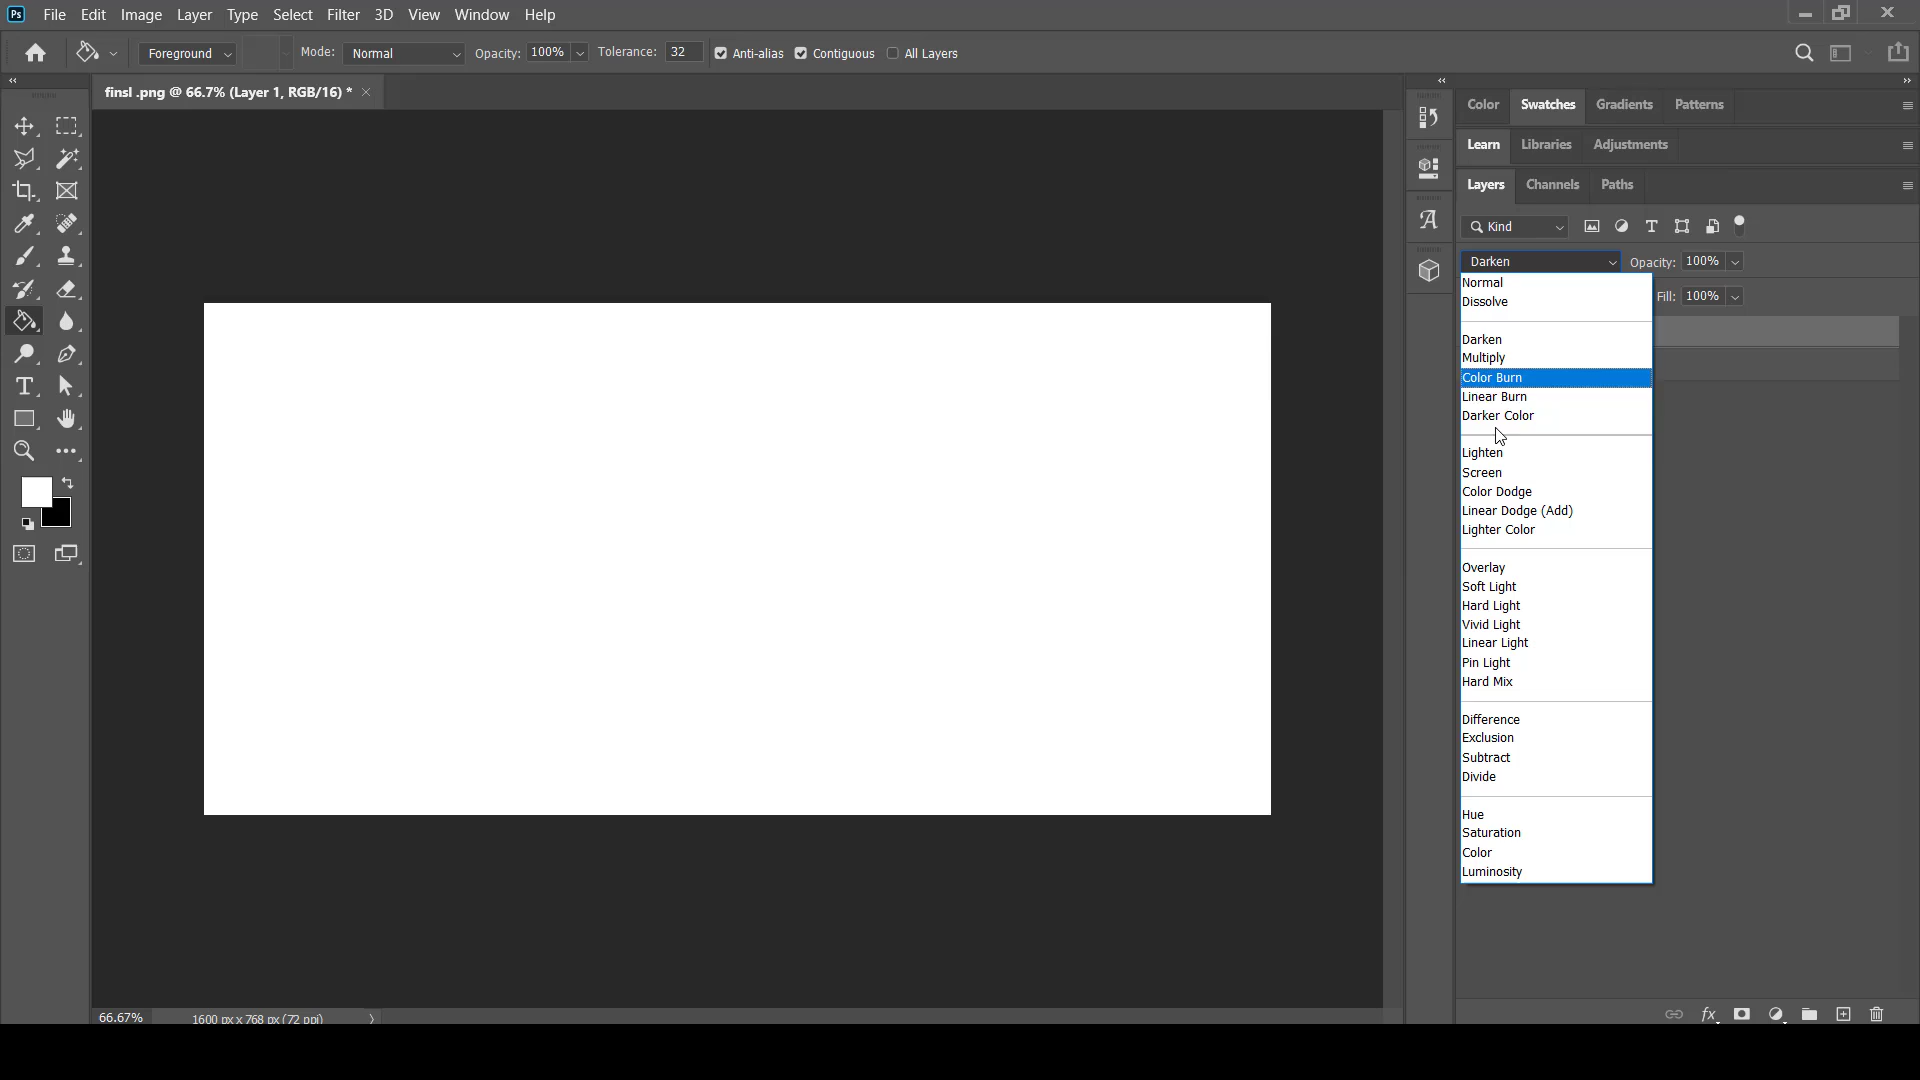 Ps File Edit Image Layer Type Select Filter 3D View Window Help
Foreground Mode: Normal Opacity: 100% Tolerance: 32 Anti-alias Contiguous All Layers
finsl .png @ 66.7% (Layer 1, RGB/16) *
Color Swatches Gradients Patterns
Learn Libraries Adjustments
Layers Channels Paths
Kind
Darken Opacity: 100%
Fill: 100%
Normal
Dissolve
Darken
Multiply
Color Burn
Linear Burn
Darker Color
Lighten
Screen
Color Dodge
Linear Dodge (Add)
Lighter Color
Overlay
Soft Light
Hard Light
Vivid Light
Linear Light
Pin Light
Hard Mix
Difference
Exclusion
Subtract
Divide
Hue
Saturation
Color
Luminosity
66.67% 1600 px x 768 px (72 ppi)
fx